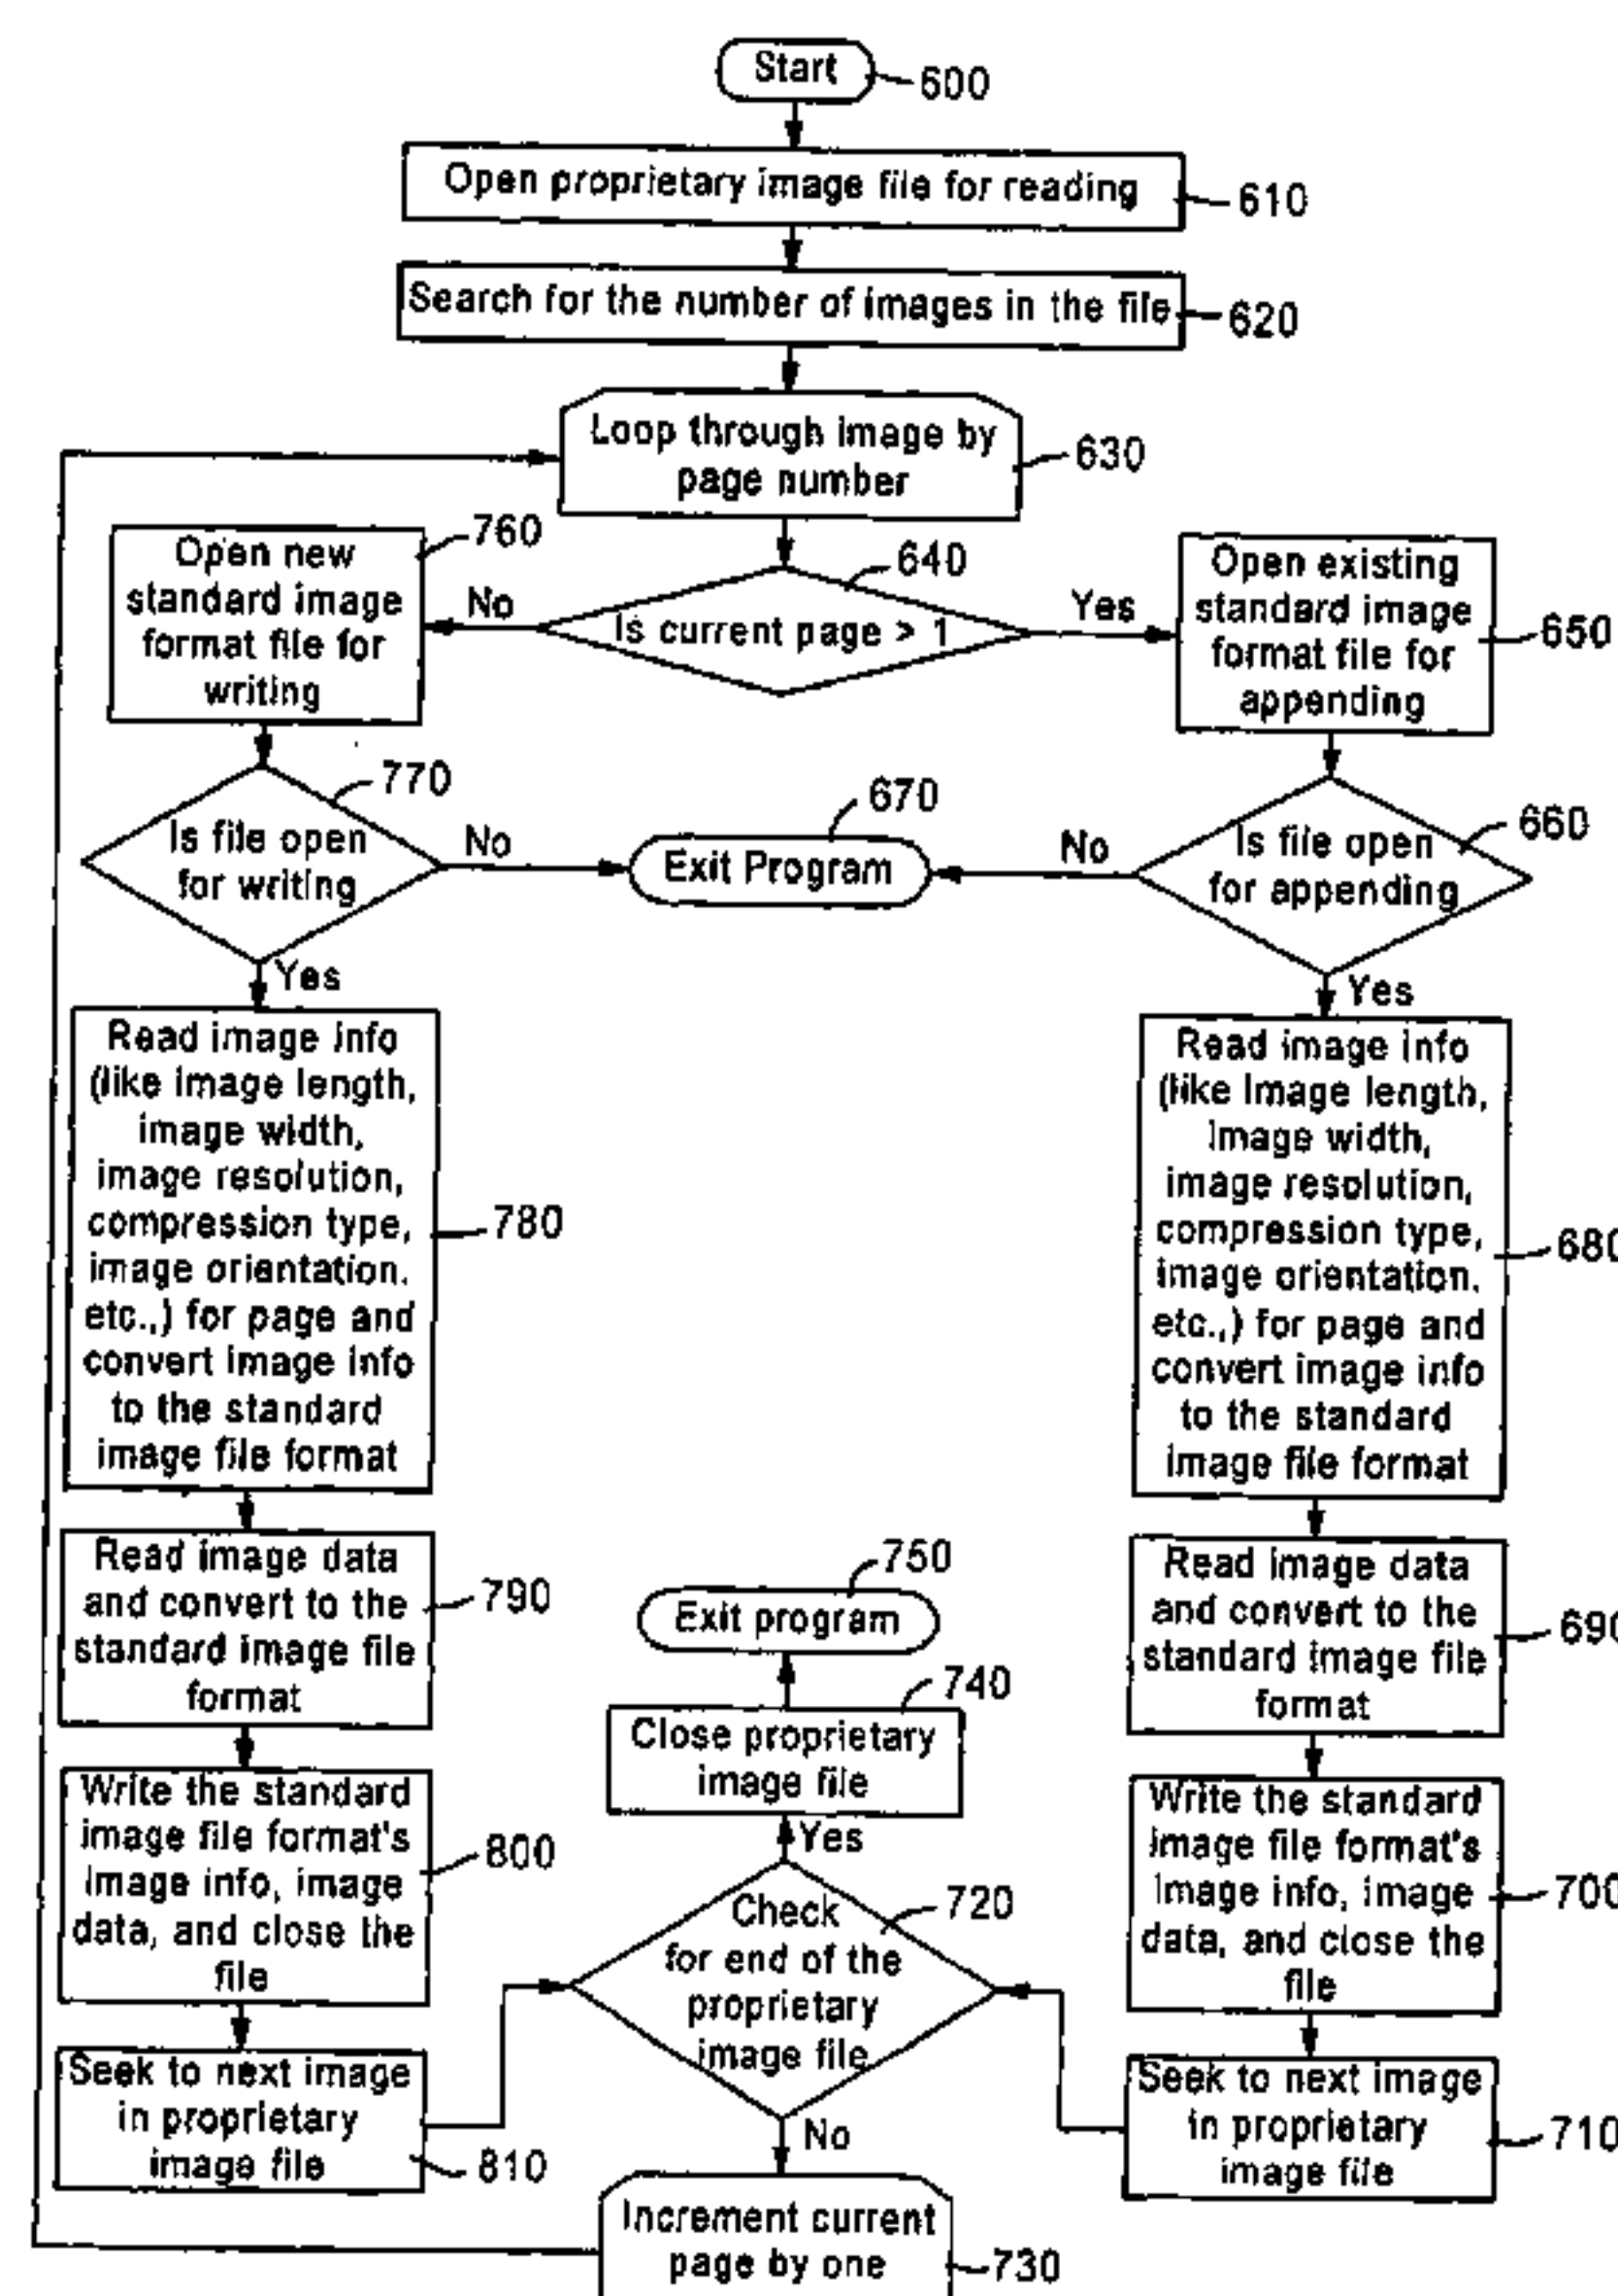 Start
600
Open proprietary image file for reading
610
Search for the number of images in the file
620
Loop through image by
page number
630
760
Open new
standard image
format file for
writing
No
640
Is current page > 1
Yes
Open existing
standard image
format file for
appending
650
770
Is file open
for writing
No
670
Exit Program
No
660
Is file open
for appending
Yes
Yes
Read image info
(like image length,
image width,
image resolution,
compression type,
image orientation,
etc.,) for page and
convert image info
to the standard
image file format
780
Read image info
(like image length,
image width,
image resolution,
compression type,
image orientation,
etc.,) for page and
convert image info
to the standard
image file format
680
Read image data
and convert to the
standard image file
format
790
750
Exit program
740
Close proprietary
image file
Yes
Read image data
and convert to the
standard image file
format
690
Write the standard
image file format's
image info, image
data, and close the
file
800
720
Check
for end of the
proprietary
image file
Write the standard
image file format's
image info, image
data, and close the
file
700
Seek to next image
in proprietary
image file
810
No
Seek to next image
in proprietary
image file
710
Increment current
page by one
730